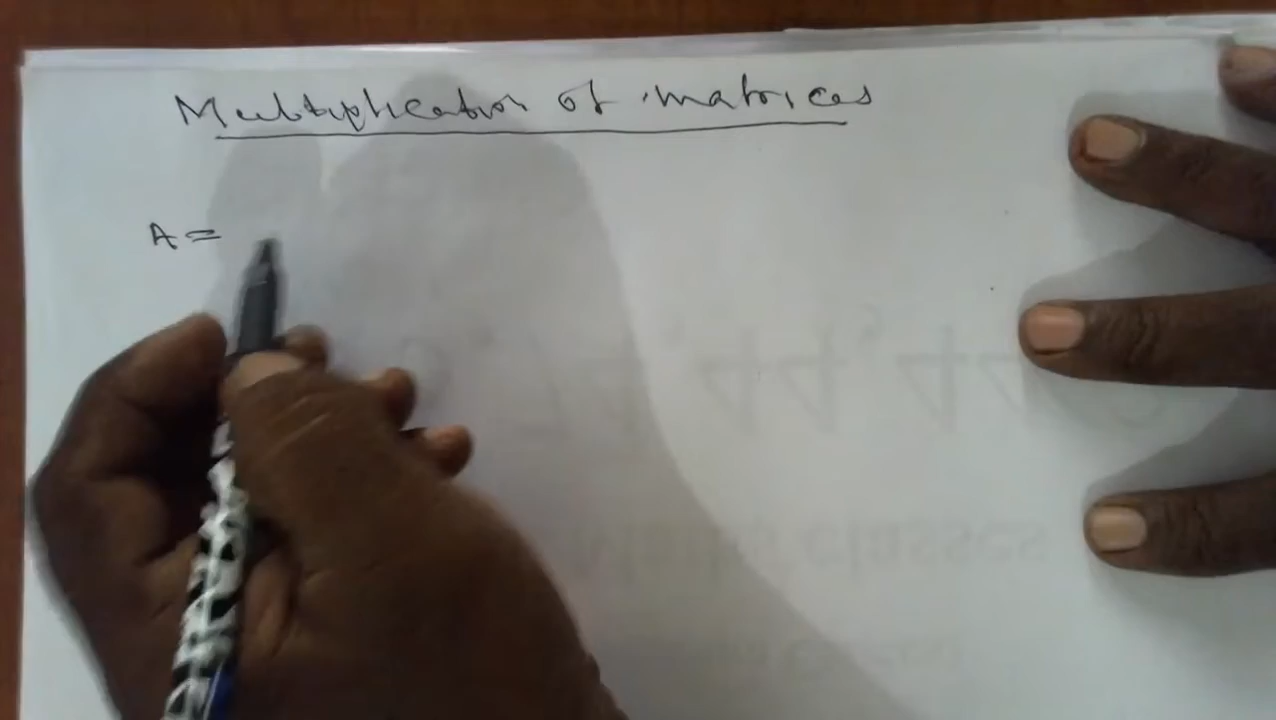 Multiplication of matrices
A =